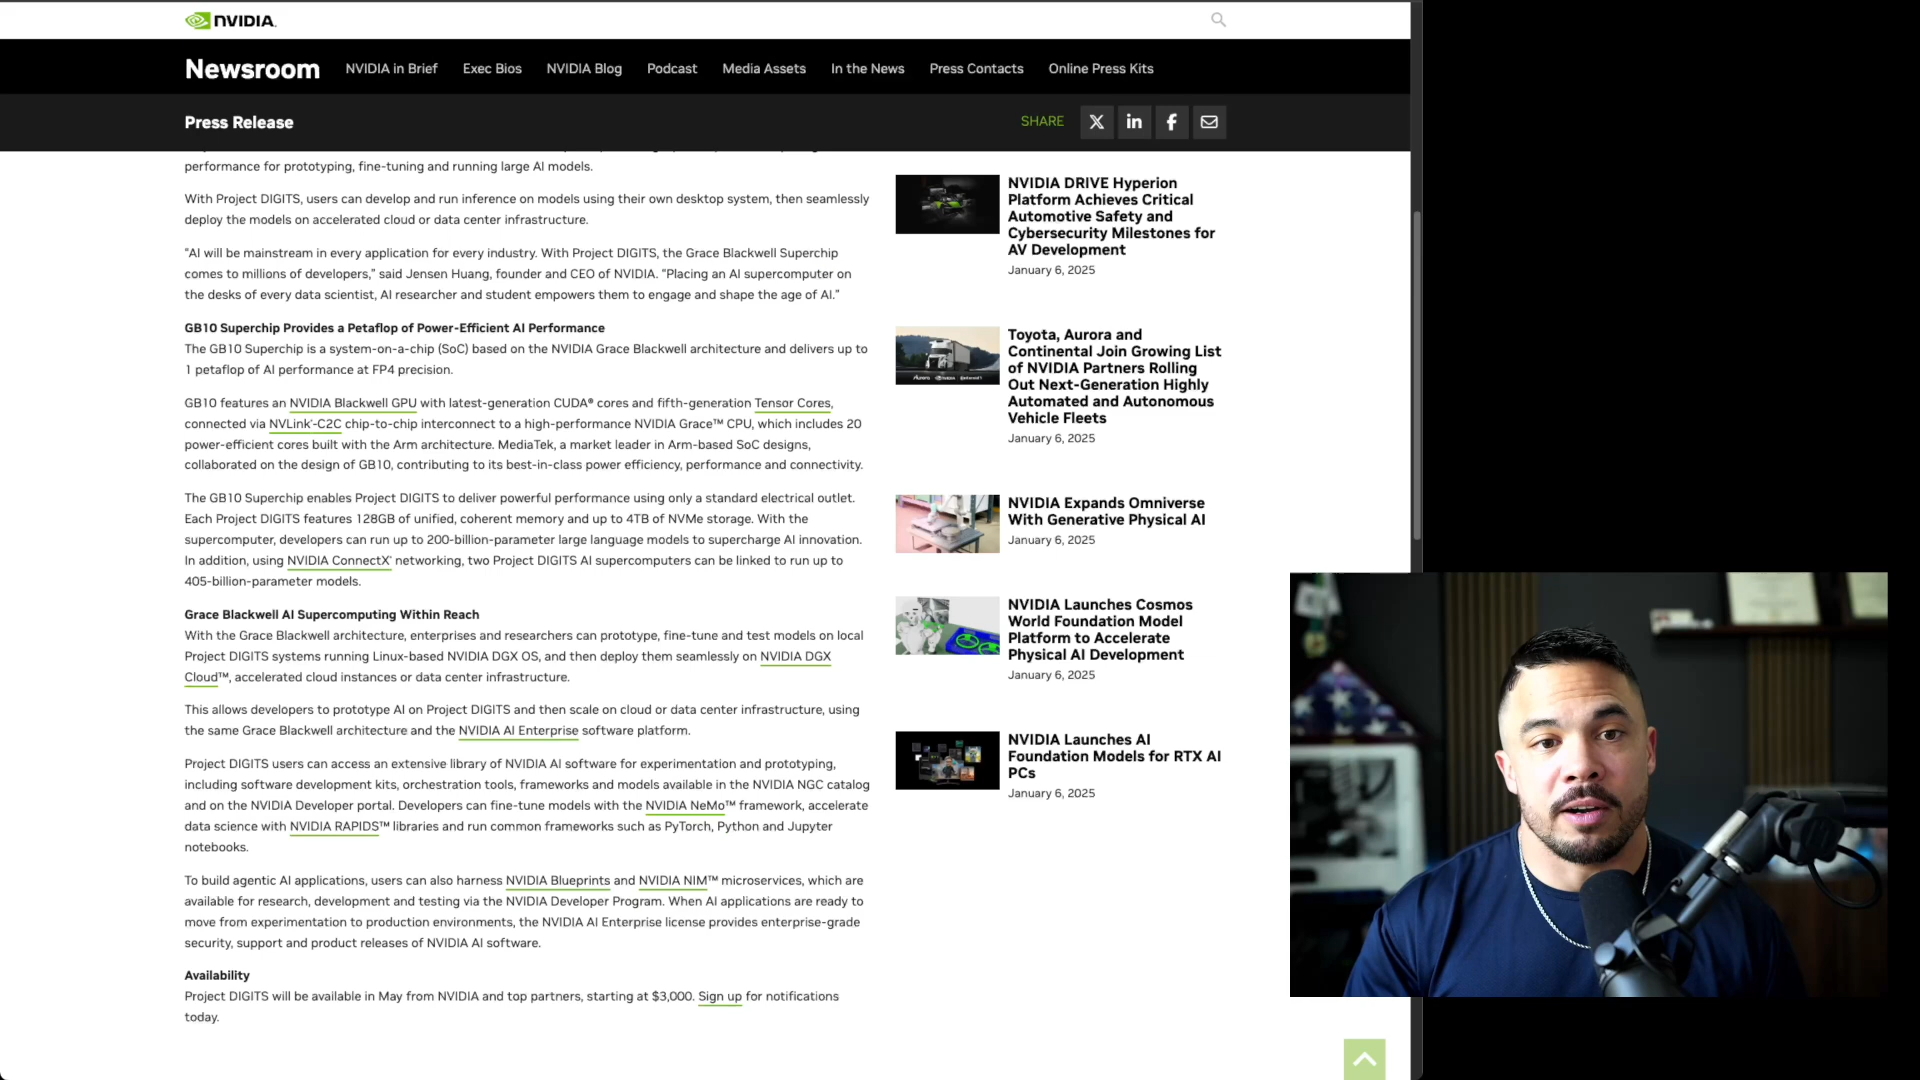 NVIDIA.
Newsroom
NVIDIA in Brief
Exec Bios
NVIDIA Blog
Podcast
Media Assets
In the News
Press Contacts
Online Press Kits
Press Release
SHARE
performance for prototyping, fine-tuning and running large AI models.
With Project DIGITS, users can develop and run inference on models using their own desktop system, then seamlessly
deploy the models on accelerated cloud or data center infrastructure.
“AI will be mainstream in every application for every industry. With Project DIGITS, the Grace Blackwell Superchip
comes to millions of developers,” said Jensen Huang, founder and CEO of NVIDIA. “Placing an AI supercomputer on
the desks of every data scientist, AI researcher and student empowers them to engage and shape the age of AI.”
GB10 Superchip Provides a Petaflop of Power-Efficient AI Performance
The GB10 Superchip is a system-on-a-chip (SoC) based on the NVIDIA Grace Blackwell architecture and delivers up to
1 petaflop of AI performance at FP4 precision.
GB10 features an NVIDIA Blackwell GPU with latest-generation CUDA® cores and fifth-generation Tensor Cores,
connected via NVLink®-C2C chip-to-chip interconnect to a high-performance NVIDIA Grace™ CPU, which includes 20
power-efficient cores built with the Arm architecture. MediaTek, a market leader in Arm-based SoC designs,
collaborated on the design of GB10, contributing to its best-in-class power efficiency, performance and connectivity.
The GB10 Superchip enables Project DIGITS to deliver powerful performance using only a standard electrical outlet.
Each Project DIGITS features 128GB of unified, coherent memory and up to 4TB of NVMe storage. With the
supercomputer, developers can run up to 200-billion-parameter large language models to supercharge AI innovation.
In addition, using NVIDIA ConnectX® networking, two Project DIGITS AI supercomputers can be linked to run up to
405-billion-parameter models.
Grace Blackwell AI Supercomputing Within Reach
With the Grace Blackwell architecture, enterprises and researchers can prototype, fine-tune and test models on local
Project DIGITS systems running Linux-based NVIDIA DGX OS, and then deploy them seamlessly on NVIDIA DGX
Cloud™, accelerated cloud instances or data center infrastructure.
This allows developers to prototype AI on Project DIGITS and then scale on cloud or data center infrastructure, using
the same Grace Blackwell architecture and the NVIDIA AI Enterprise software platform.
Project DIGITS users can access an extensive library of NVIDIA AI software for experimentation and prototyping,
including software development kits, orchestration tools, frameworks and models available in the NVIDIA NGC catalog
and on the NVIDIA Developer portal. Developers can fine-tune models with the NVIDIA NeMo™ framework, accelerate
data science with NVIDIA RAPIDS™ libraries and run common frameworks such as PyTorch, Python and Jupyter
notebooks.
To build agentic AI applications, users can also harness NVIDIA Blueprints and NVIDIA NIM™ microservices, which are
available for research, development and testing via the NVIDIA Developer Program. When AI applications are ready to
move from experimentation to production environments, the NVIDIA AI Enterprise license provides enterprise-grade
security, support and product releases of NVIDIA AI software.
Availability
Project DIGITS will be available in May from NVIDIA and top partners, starting at $3,000. Sign up for notifications
today.
NVIDIA DRIVE Hyperion
Platform Achieves Critical
Automotive Safety and
Cybersecurity Milestones for
AV Development
January 6, 2025
Toyota, Aurora and
Continental Join Growing List
of NVIDIA Partners Rolling
Out Next-Generation Highly
Automated and Autonomous
Vehicle Fleets
January 6, 2025
NVIDIA Expands Omniverse
With Generative Physical AI
January 6, 2025
NVIDIA Launches Cosmos
World Foundation Model
Platform to Accelerate
Physical AI Development
January 6, 2025
NVIDIA Launches AI
Foundation Models for RTX AI
PCs
January 6, 2025